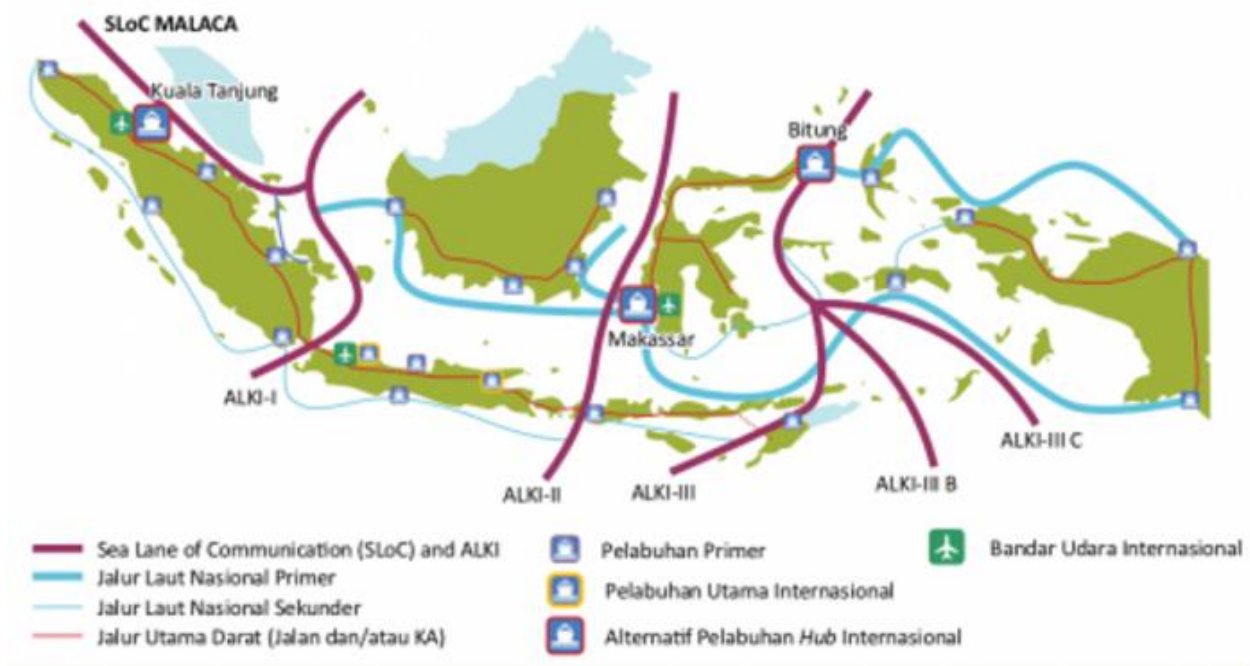 SLoC MALACA
Kuala Tanjung
Bitung
Makassar
ALKI-I
ALKI-II
ALKI-III
ALKI-III B
ALKI-III C
Sea Lane of Communication (SLoC) and ALKI
Jalur Laut Nasional Primer
Jalur Laut Nasional Sekunder
Jalur Utama Darat (Jalan dan/atau KA)
Pelabuhan Primer
Pelabuhan Utama Internasional
Alternatif Pelabuhan Hub Internasional
Bandar Udara Internasional